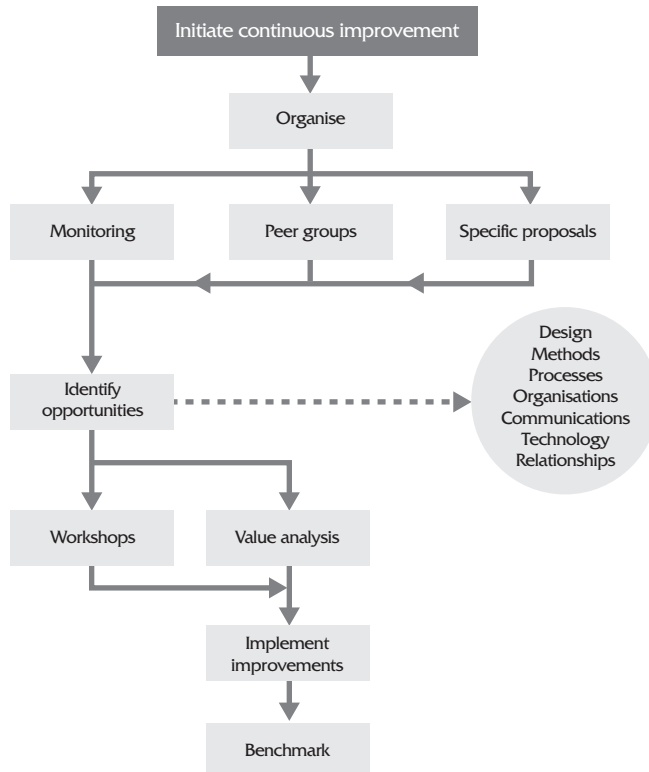 Initiate continuous improvement
Organise
Monitoring
Peer groups
Specific proposals
Identify
opportunities
Design
Methods
Processes
Organisations
Communications
Technology
Relationships
Workshops
Value analysis
Implement
improvements
Benchmark